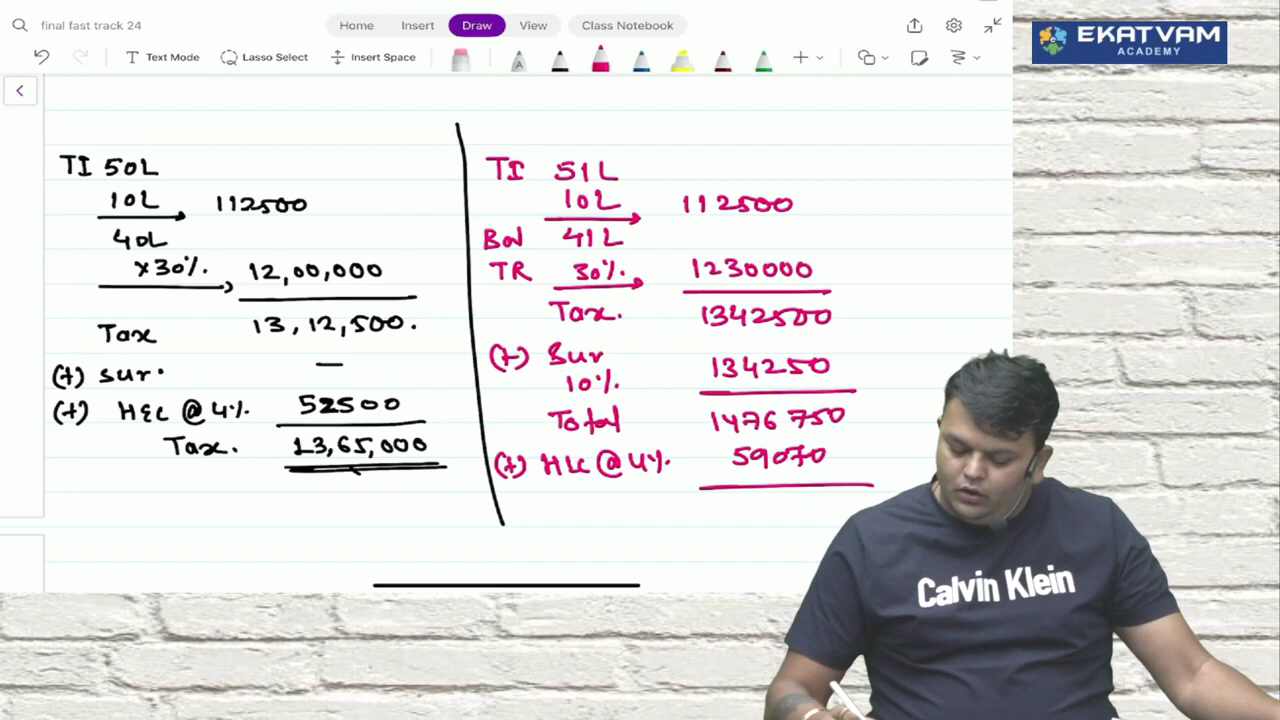 final fast track 24
Home Insert Draw View Class Notebook
Text Mode Lasso Select Insert Space
EKATVAM
ACADEMY
TI 50L
10L 112500
40L
x30%. 12,00,000
Tax 13,12,500.
(+) Sur. —
(+) H&C @ 4%. 52500
Tax. 13,65,000
TI 51L
10L 112500
Bal 41L
TR 30%. 1230000
Tax. 1342500
(+) Sur 134250
10%.
Total 1476750
(+) H&C @ 4%. 59070
Calvin Klein